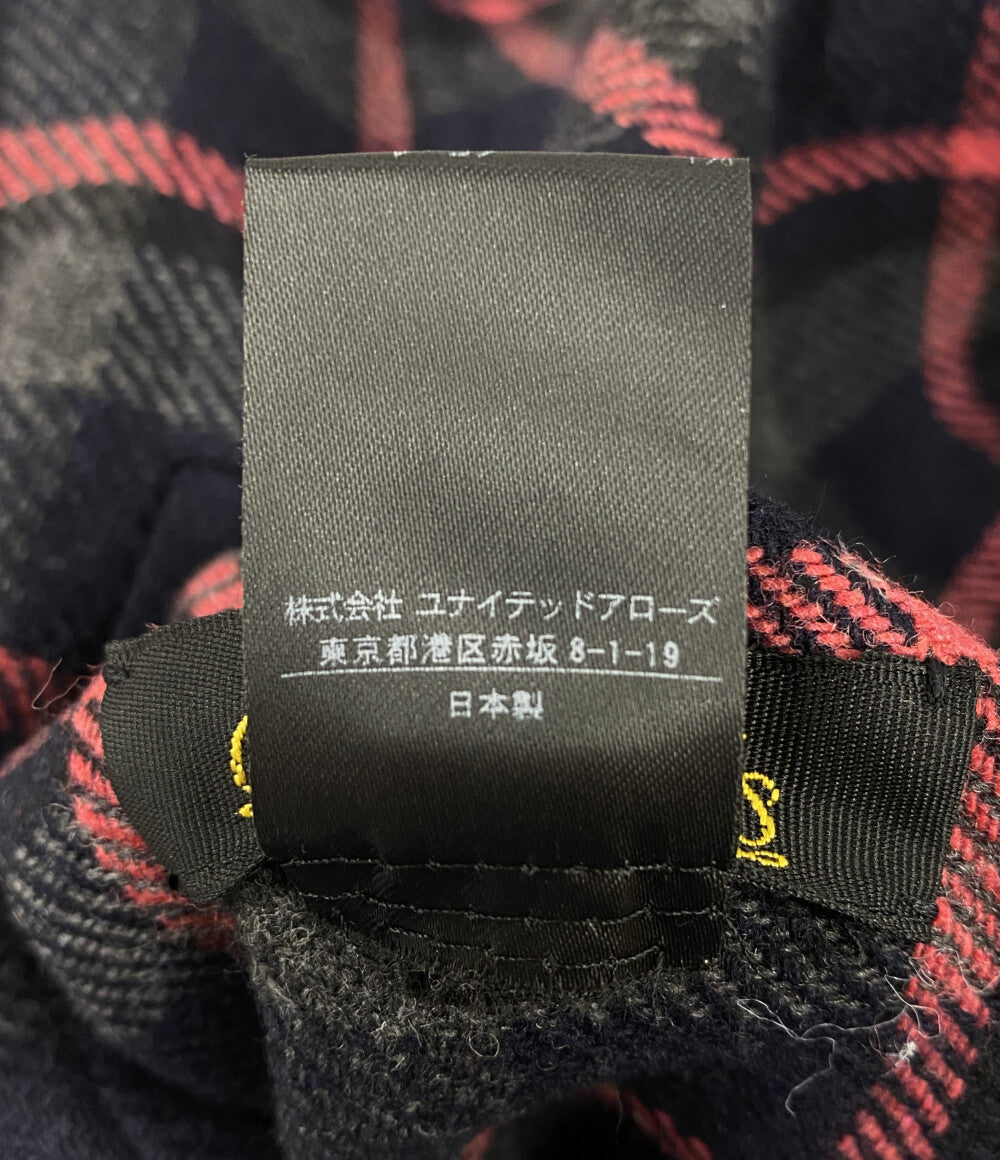 株式会社 ユナイテッドアローズ
東京都港区赤坂 8-1-19
日本製